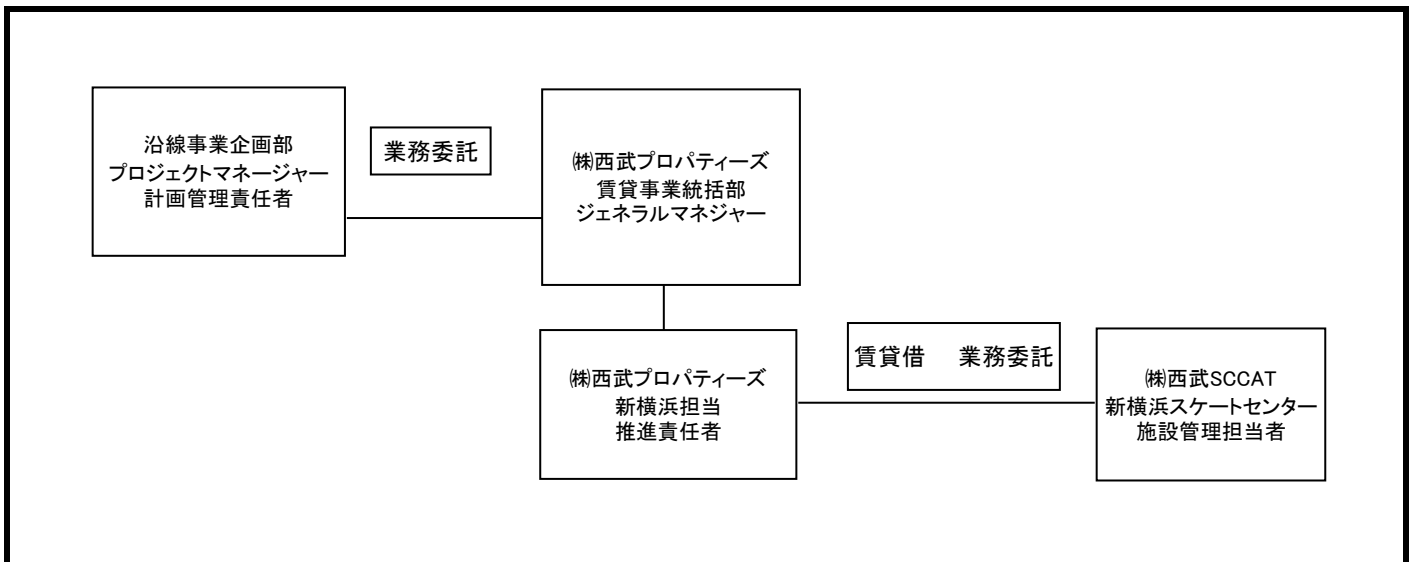 沿線事業企画部
プロジェクトマネージャー
計画管理責任者
業務委託
㈱西武プロパティーズ
賃貸事業統括部
ジェネラルマネジャー
㈱西武プロパティーズ
新横浜担当
推進責任者
賃貸借　業務委託
㈱西武SCCAT
新横浜スケートセンター
施設管理担当者